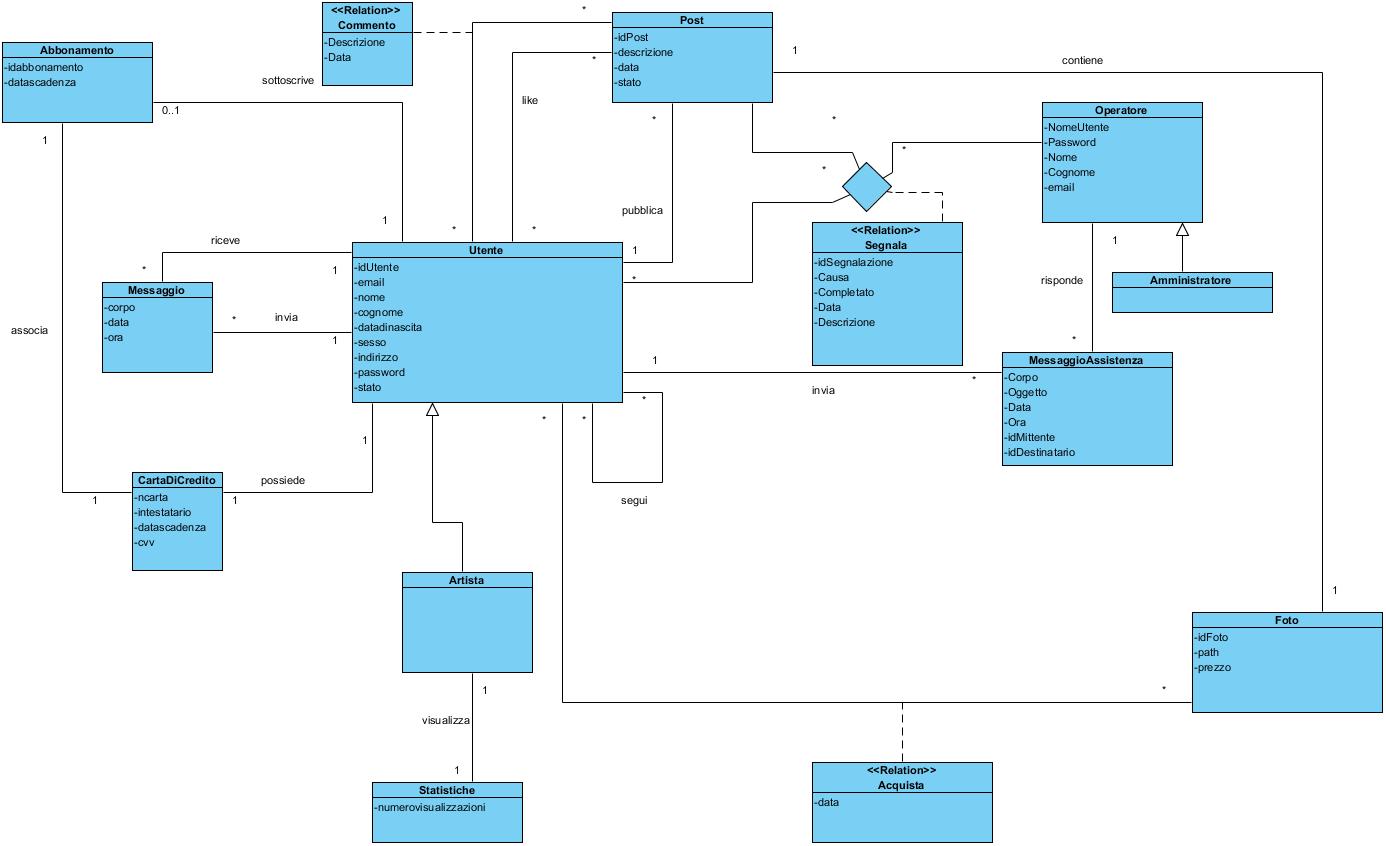 <<Relation>>
Commento
-Descrizione
-Data
*
Post
-idPost
-descrizione
-data
-stato
*
like
1
contiene
Abbonamento
-idabbonamento
-datascadenza
sottoscrive
0..1
1
1
*
*
*
pubblica
1
*
*
*
*
Operatore
-NomeUtente
-Password
-Nome
-Cognome
-email
<<Relation>>
Segnala
-idSegnalazione
-Causa
-Completato
-Data
-Descrizione
1
risponde
*
Amministratore
riceve
*
1
Messaggio
-corpo
-data
-ora
*
invia
1
Utente
-idUtente
-email
-nome
-cognome
-datadinascita
-sesso
-indirizzo
-password
-stato
1
invia
*
MessaggioAssistenza
-Corpo
-Oggetto
-Data
-Ora
-idMittente
-idDestinatario
associa
*
*
*
segui
1
possiede
1
1
CartaDiCredito
-ncarta
-intestatario
-datascadenza
-cvv
Artista
1
visualizza
1
Statistiche
-numerovisualizzazioni
1
Foto
-idFoto
-path
-prezzo
*
<<Relation>>
Acquista
-data